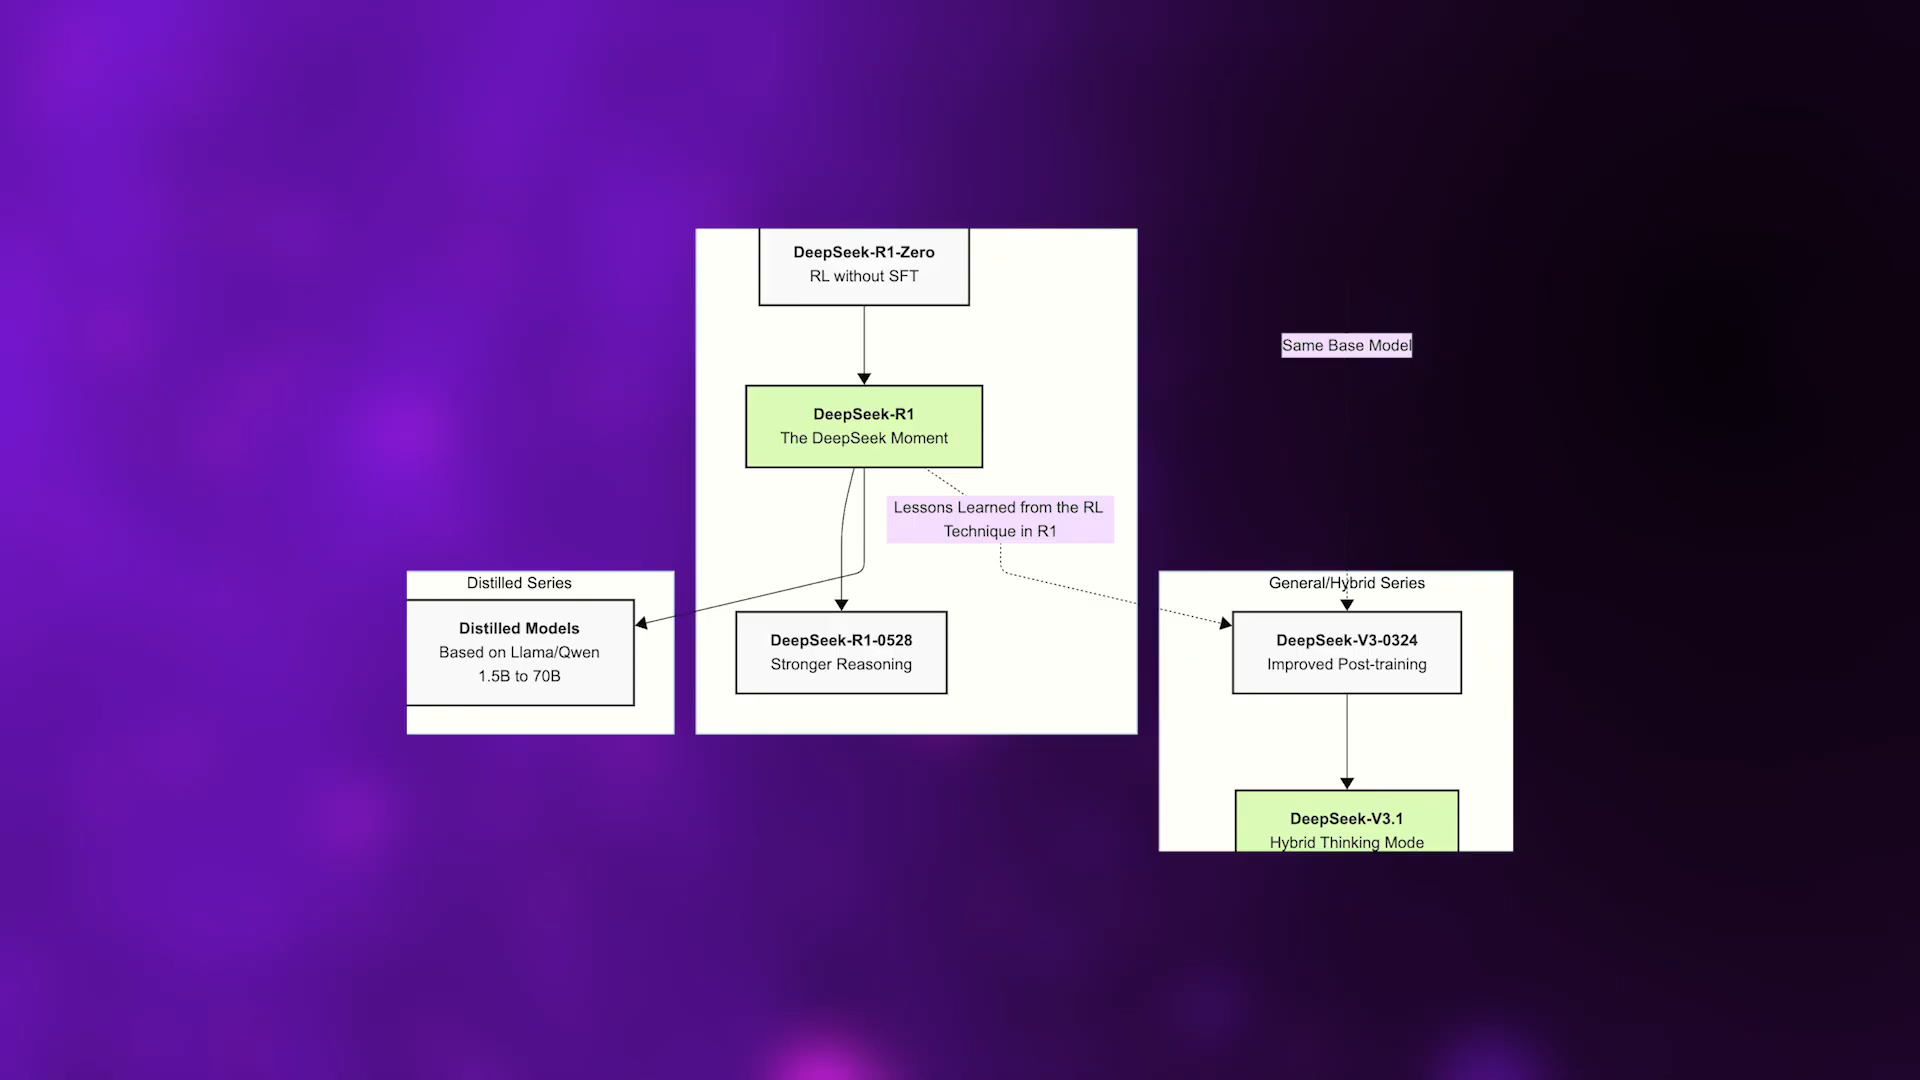 DeepSeek-R1-Zero
RL without SFT
Same Base Model
DeepSeek-R1
The DeepSeek Moment
Lessons Learned from the RL
Technique in R1
Distilled Series
Distilled Models
Based on Llama/Qwen
1.5B to 70B
DeepSeek-R1-0528
Stronger Reasoning
General/Hybrid Series
DeepSeek-V3-0324
Improved Post-training
DeepSeek-V3.1
Hybrid Thinking Mode